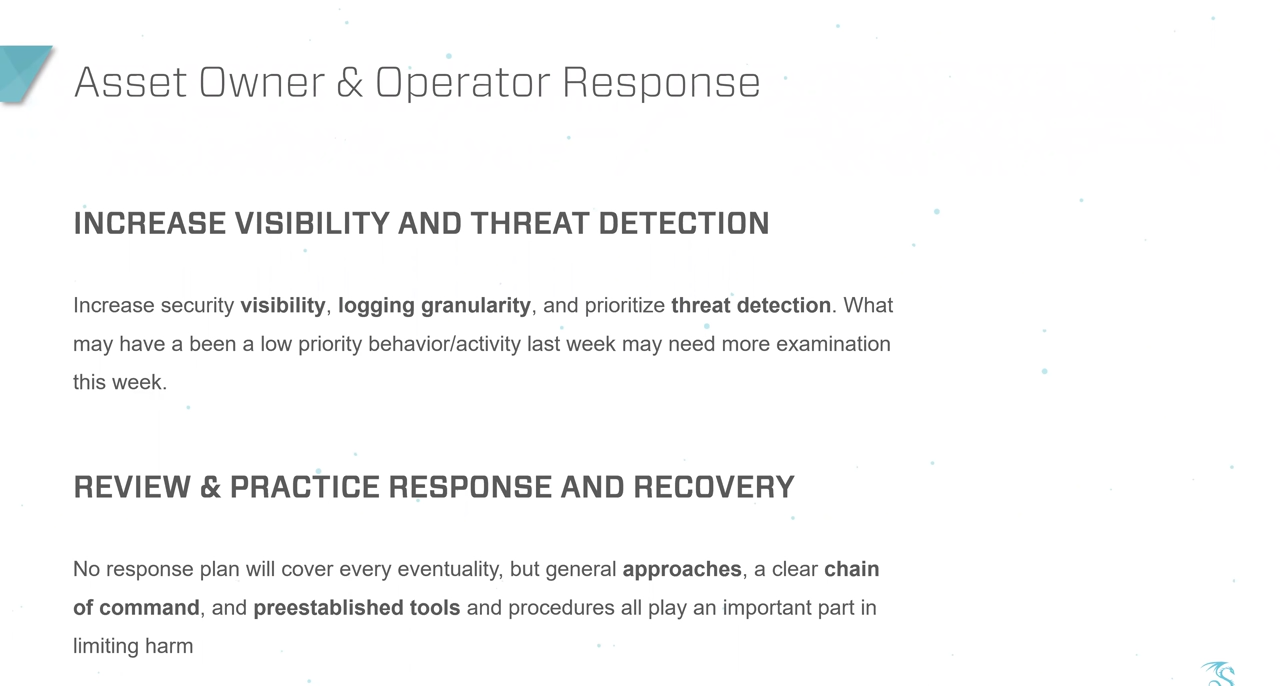 Asset Owner & Operator Response
INCREASE VISIBILITY AND THREAT DETECTION
Increase security visibility, logging granularity, and prioritize threat detection. What
may have a been a low priority behavior/activity last week may need more examination
this week.
REVIEW & PRACTICE RESPONSE AND RECOVERY
No response plan will cover every eventuality, but general approaches, a clear chain
of command, and preestablished tools and procedures all play an important part in
limiting harm